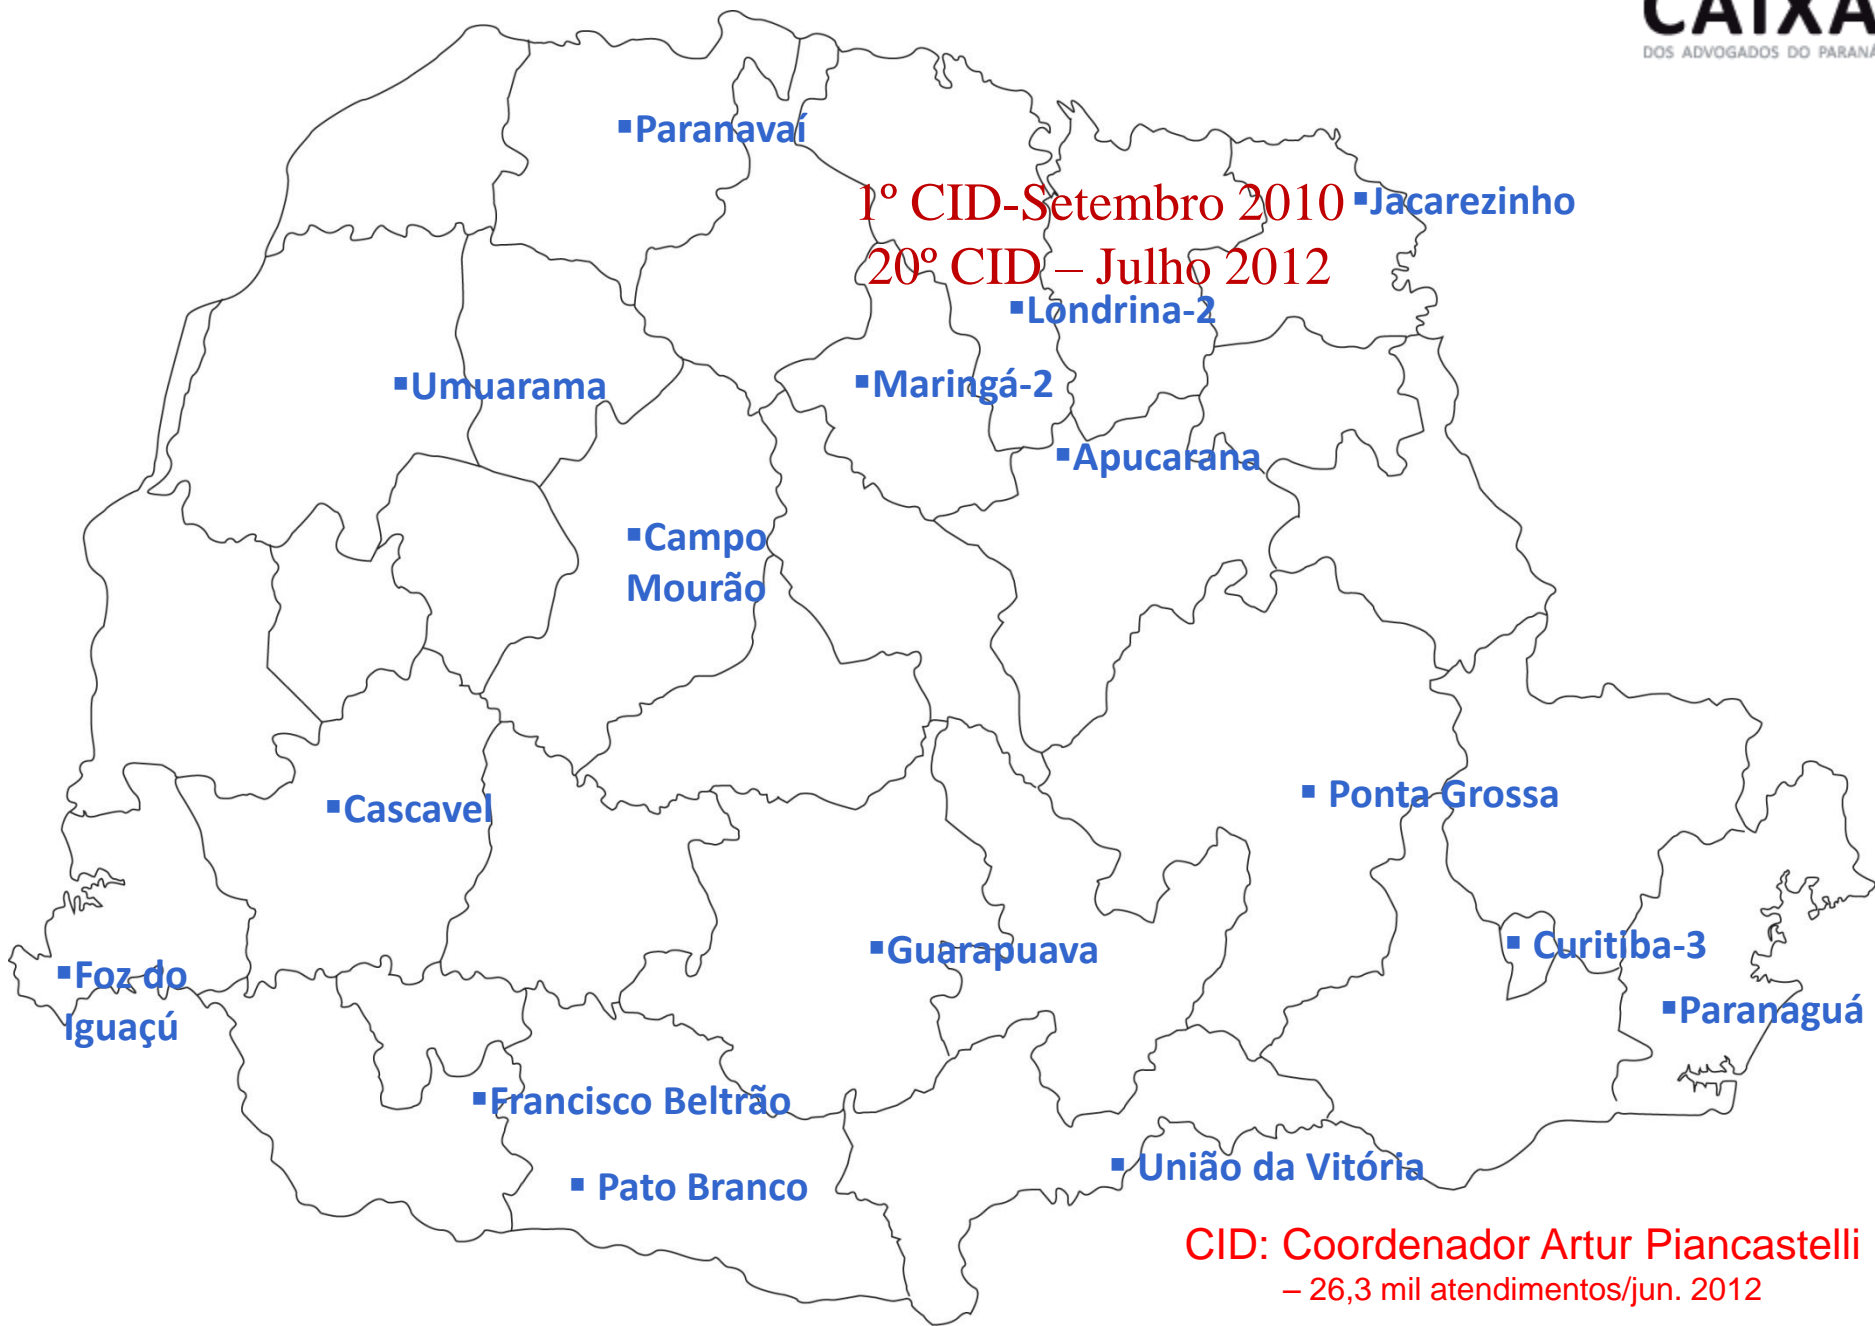 CAIXA
DOS ADVOGADOS DO PARANÁ
▪Paranavaí
1º CID-Setembro 2010
▪Jacarezinho
20º CID – Julho 2012
▪Londrina-2
▪Umuarama
▪Maringá-2
▪Apucarana
▪Campo
Mourão
▪Cascavel
▪ Ponta Grossa
▪Guarapuava
▪ Curitiba-3
▪Foz do
Iguaçú
▪Paranaguá
▪Francisco Beltrão
▪ União da Vitória
▪ Pato Branco
CID: Coordenador Artur Piancastelli
– 26,3 mil atendimentos/jun. 2012